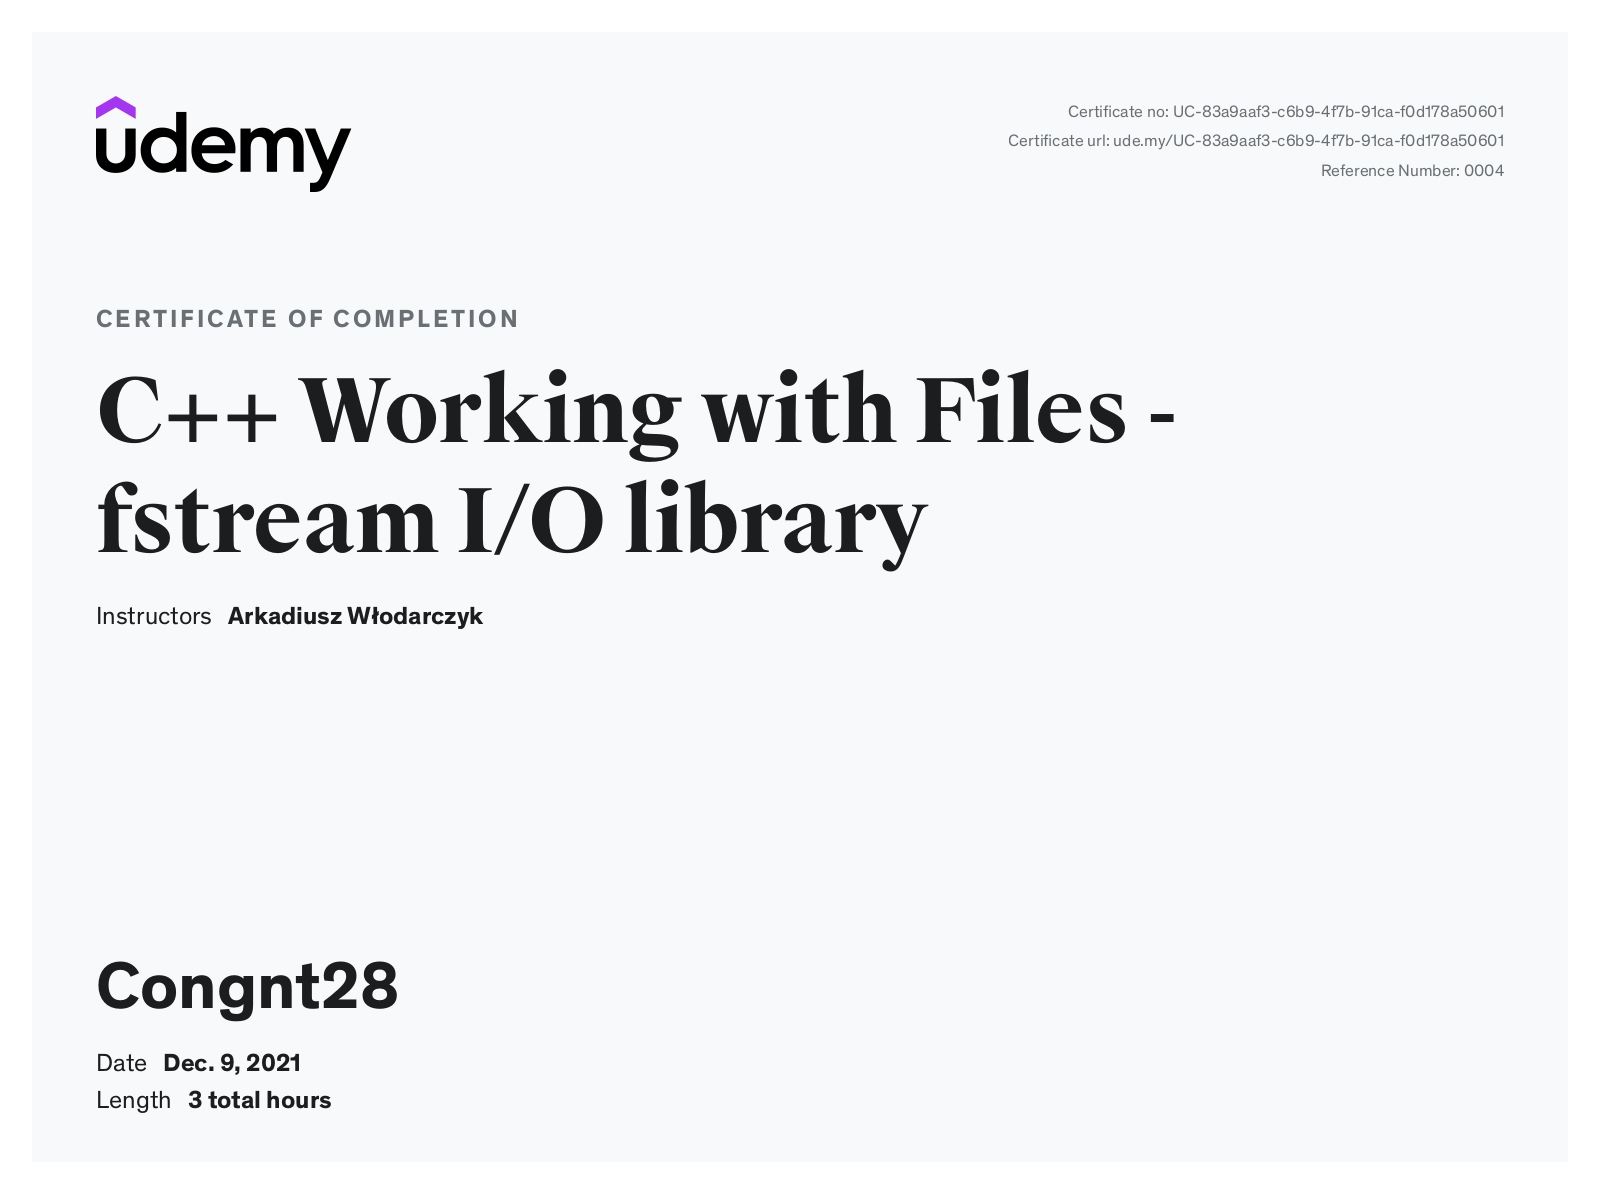 udemy
Certificate no: UC-83a9aaf3-c6b9-4f7b-91ca-f0d178a50601
Certificate url: ude.my/UC-83a9aaf3-c6b9-4f7b-91ca-f0d178a50601
Reference Number: 0004
CERTIFICATE OF COMPLETION
C++ Working with Files -
fstream I/O library
Instructors Arkadiusz Włodarczyk
Congnt28
Date Dec. 9, 2021
Length 3 total hours